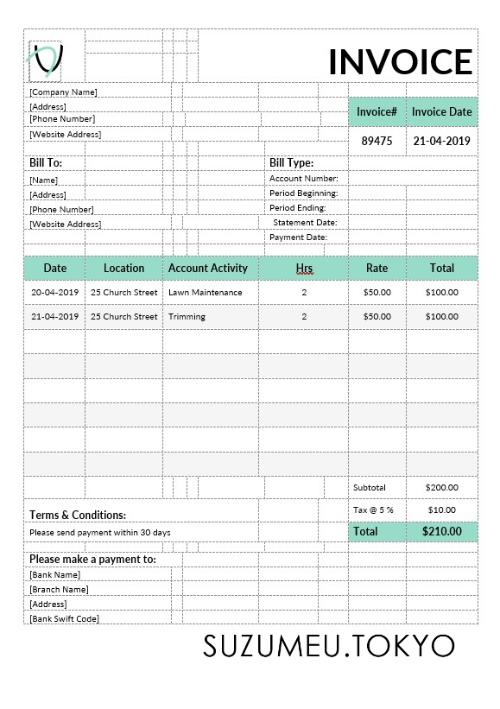 INVOICE
[Company Name]
[Address]
[Phone Number]
[Website Address]
Invoice# Invoice Date
89475 21-04-2019
Bill To:
[Name]
[Address]
[Phone Number]
[Website Address]
Bill Type:
Account Number:
Period Beginning:
Period Ending:
Statement Date:
Payment Date:
Date Location Account Activity Hrs Rate Total
20-04-2019 25 Church Street Lawn Maintenance 2 $50.00 $100.00
21-04-2019 25 Church Street Trimming 2 $50.00 $100.00
Subtotal $200.00
Tax @ 5 % $10.00
Total $210.00
Terms & Conditions:
Please send payment within 30 days
Please make a payment to:
[Bank Name]
[Branch Name]
[Address]
[Bank Swift Code]
SUZUMEU.TOKYO